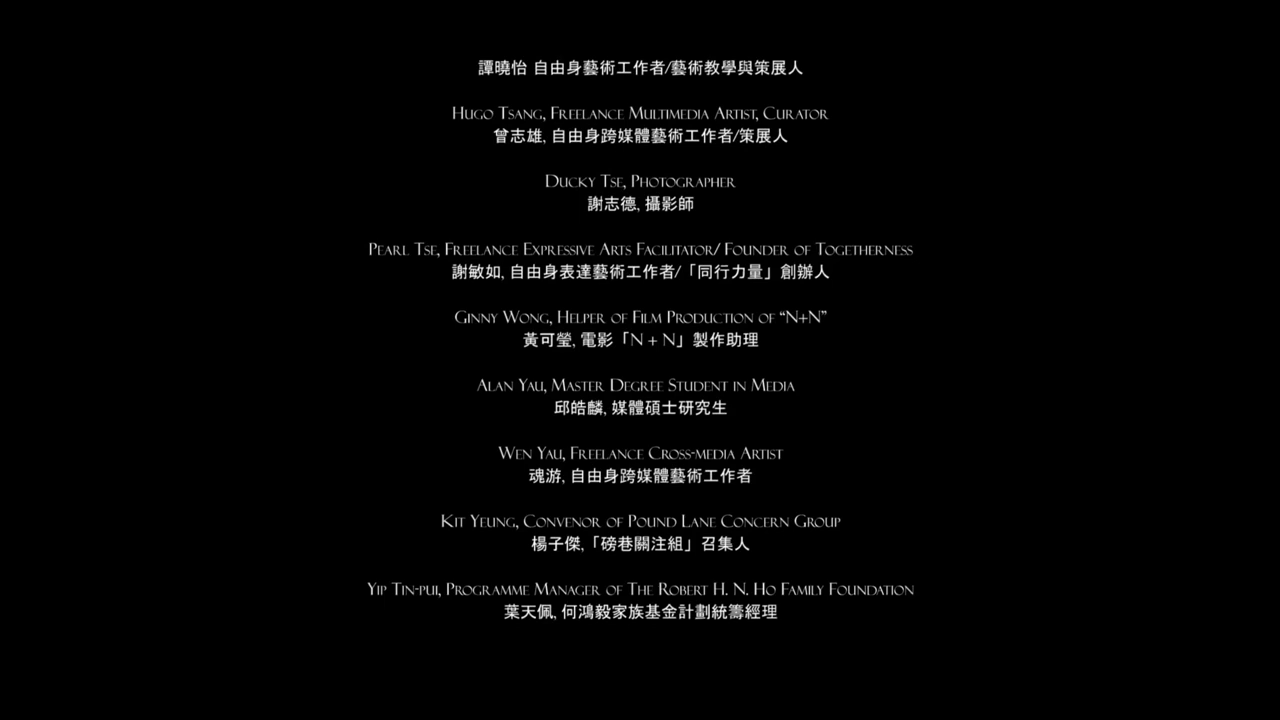 譚曉怡 自由身藝術工作者/藝術教學與策展人
Hugo Tsang, Freelance Multimedia Artist, Curator
曾志雄, 自由身跨媒體藝術工作者/策展人
Ducky Tse, Photographer
謝志德, 攝影師
Pearl Tse, Freelance Expressive Arts Facilitator/ Founder of Togetherness
謝敏如, 自由身表達藝術工作者/「同行力量」創辦人
Ginny Wong, Helper of Film Production of “N+N”
黃可瑩, 電影「N + N」製作助理
Alan Yau, Master Degree Student in Media
邱皓麟, 媒體碩士研究生
Wen Yau, Freelance Cross-media Artist
魂游, 自由身跨媒體藝術工作者
Kit Yeung, Convenor of Pound Lane Concern Group
楊子傑,「磅巷關注組」召集人
Yip Tin-pui, Programme Manager of The Robert H. N. Ho Family Foundation
葉天佩, 何鴻毅家族基金計劃統籌經理